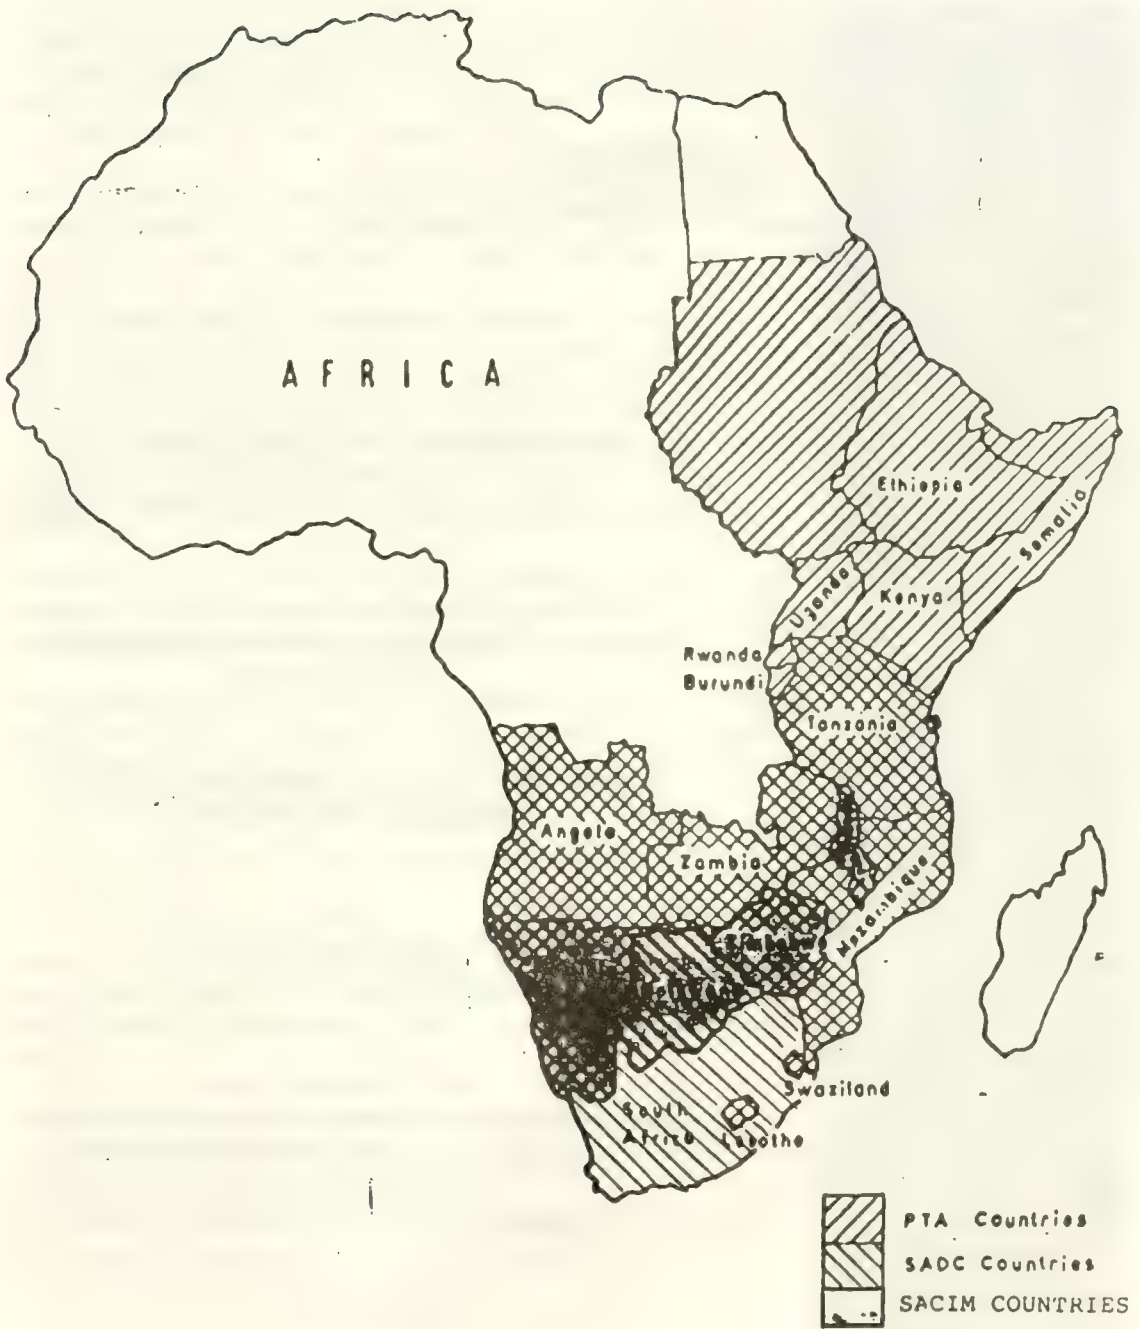 AFRICA
Ethiopia
Somalia
Uganda
Kenya
Rwanda
Burundi
Tanzania
Angola
Zambia
Mozambique
Zimbabwe
Swaziland
South
Africa
Lesotho
PTA Countries
SADC Countries
SACIM COUNTRIES